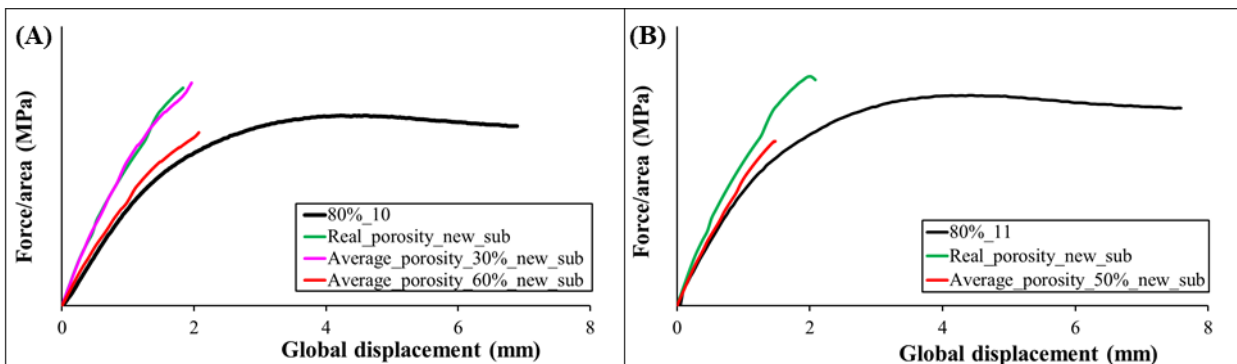 (A)
Force/area (MPa)
80%_10
Real_porosity_new_sub
Average_porosity_30%_new_sub
Average_porosity_60%_new_sub
0 2 4 6 8
Global displacement (mm)
(B)
Force/area (MPa)
80%_11
Real_porosity_new_sub
Average_porosity_50%_new_sub
0 2 4 6 8
Global displacement (mm)